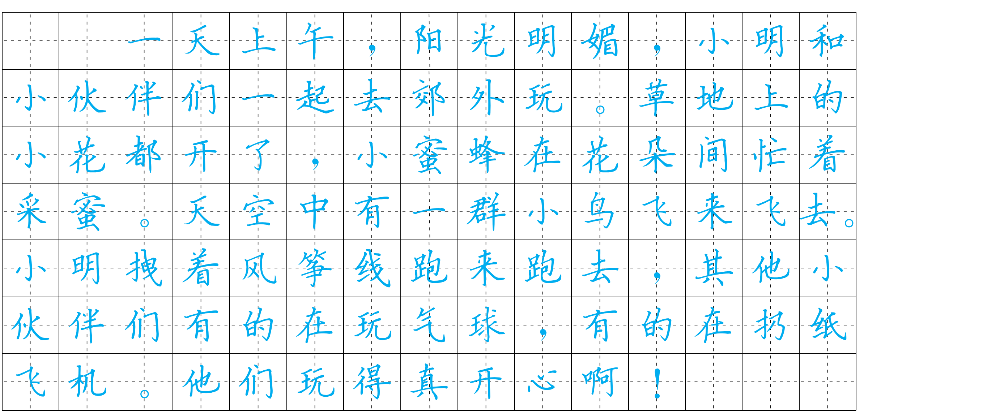 一天上午，阳光明媚，小明和
小伙伴们一起去郊外玩。草地上的
小花都开了，小蜜蜂在花朵间忙着
采蜜。天空中有一群小鸟飞来飞去。
小明拽着风筝线跑来跑去，其他小
伙伴们有的在玩气球，有的在扔纸
飞机。他们玩得真开心啊！